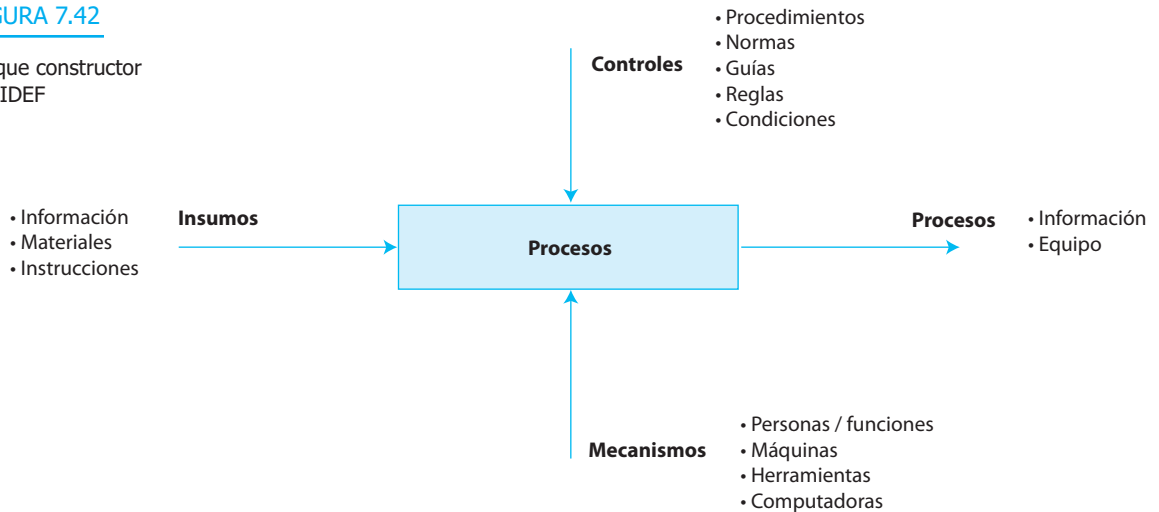 GURA 7.42
que constructor
IDEF
Controles
• Procedimientos
• Normas
• Guías
• Reglas
• Condiciones
• Información
• Materiales
• Instrucciones
Insumos
Procesos
Procesos
• Información
• Equipo
Mecanismos
• Personas / funciones
• Máquinas
• Herramientas
• Computadoras